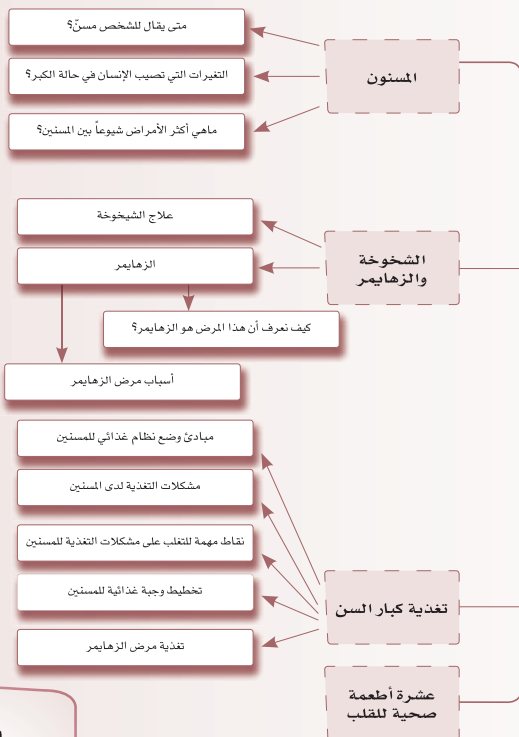 المسنون
متى يقال للشخص مسنّ؟
التغيرات التي تصيب الإنسان في حالة الكبر؟
ماهي أكثر الأمراض شيوعاً بين المسنين؟
الشخوخة
والزهايمر
علاج الشيخوخة
الزهايمر
كيف نعرف أن هذا المرض هو الزهايمر؟
أسباب مرض الزهايمر
تغذية كبار السن
مبادئ وضع نظام غذائي للمسنين
مشكلات التغذية لدى المسنين
نقاط مهمة للتغلب على مشكلات التغذية للمسنين
تخطيط وجبة غذائية للمسنين
تغذية مرض الزهايمر
عشرة أطعمة
صحية للقلب